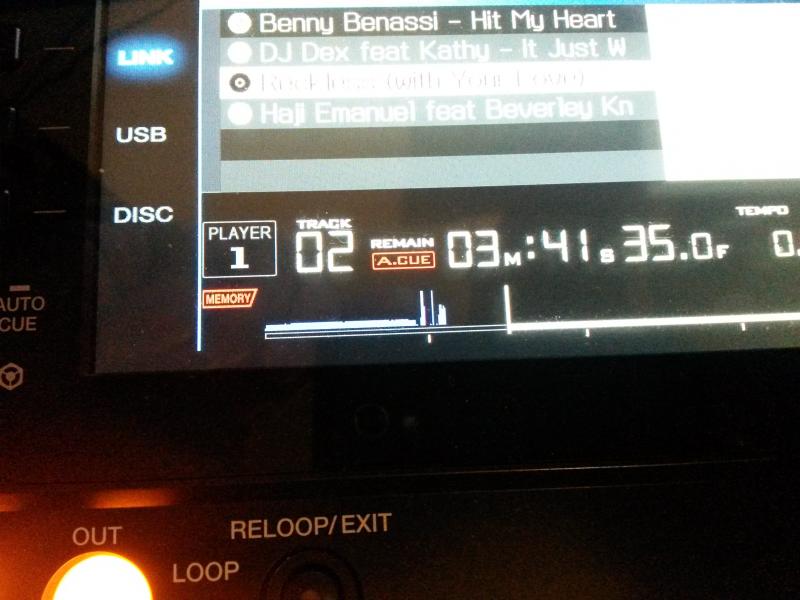 Benny Benassi - Hit My Heart
LINK
DJ Dex feat Kathy - It Just W
Reckless (with Your Love)
Haji Emanuel feat Beverley Kn
USB
DISC
PLAYER
1
TRACK
02
REMAIN
A.CUE
03M:41s35.0F
TEMPO
0.
MEMORY
AUTO
CUE
OUT
RELOOP/EXIT
LOOP